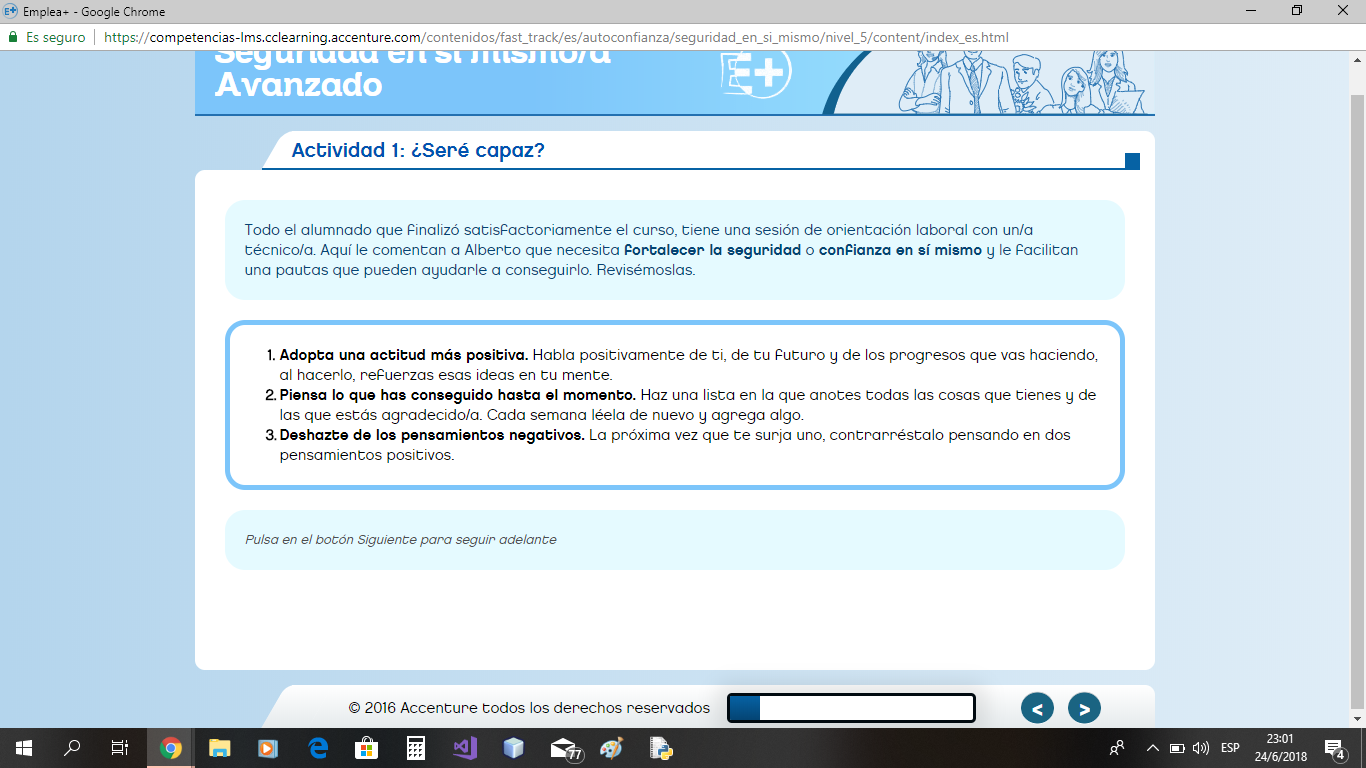 Emplea+ - Google Chrome
Es seguro | https://competencias-lms.cclearning.accenture.com/contenidos/fast_track/es/autoconfianza/seguridad_en_si_mismo/nivel_5/content/index_es.html
Seguridad en sí mismo/a
Avanzado
E+
Actividad 1: ¿Seré capaz?
Todo el alumnado que finalizó satisfactoriamente el curso, tiene una sesión de orientación laboral con un/a
técnico/a. Aquí le comentan a Alberto que necesita fortalecer la seguridad o confianza en sí mismo y le facilitan
una pautas que pueden ayudarle a conseguirlo. Revisémoslas.
1. Adopta una actitud más positiva. Habla positivamente de ti, de tu futuro y de los progresos que vas haciendo,
al hacerlo, refuerzas esas ideas en tu mente.
2. Piensa lo que has conseguido hasta el momento. Haz una lista en la que anotes todas las cosas que tienes y de
las que estás agradecido/a. Cada semana léela de nuevo y agrega algo.
3. Deshazte de los pensamientos negativos. La próxima vez que te surja uno, contrarréstalo pensando en dos
pensamientos positivos.
Pulsa en el botón Siguiente para seguir adelante
© 2016 Accenture todos los derechos reservados
< >
77
ESP
23:01
24/6/2018
4